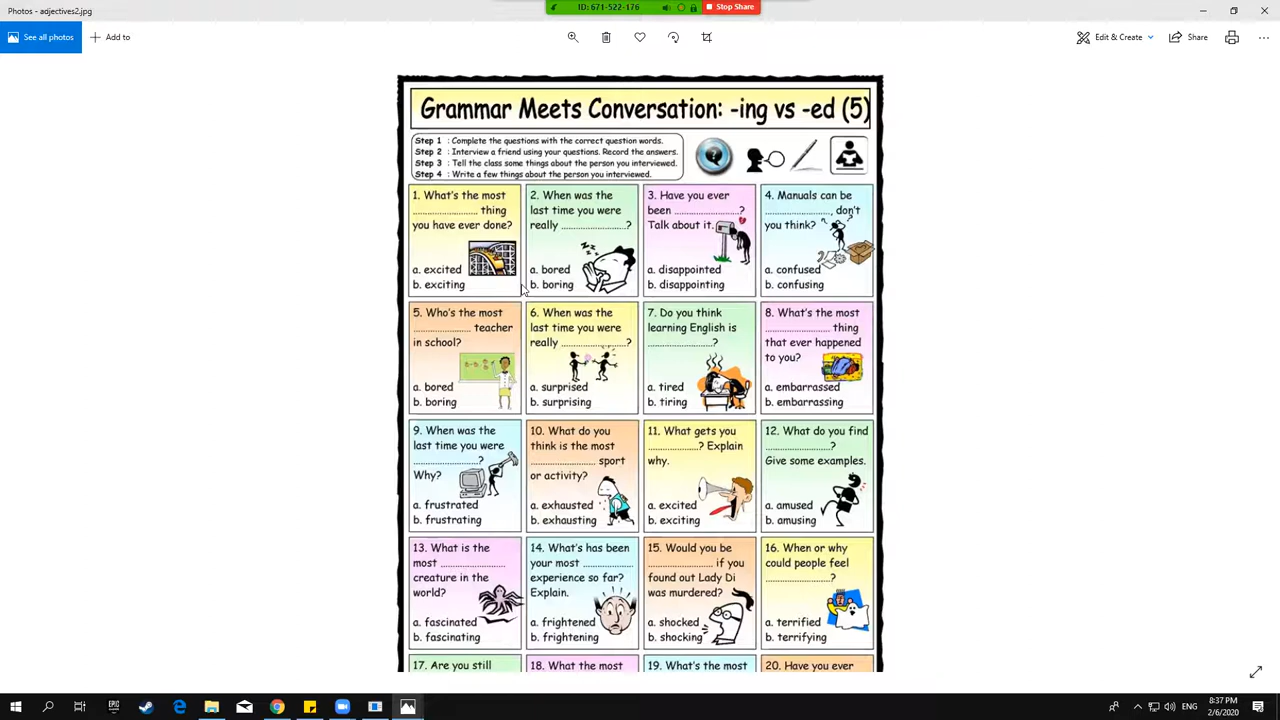 Photos - adjectives2.jpg
ID: 671-522-176
Stop Share
See all photos
Add to
Edit & Create
Share
Grammar Meets Conversation: -ing vs -ed (5)
Step 1 : Complete the questions with the correct question words.
Step 2 : Interview a friend using your questions. Record the answers.
Step 3 : Tell the class some things about the person you interviewed.
Step 4 : Write a few things about the person you interviewed.
1. What's the most
........................ thing
you have ever done?
a. excited
b. exciting
2. When was the
last time you were
really ........................?
a. bored
b. boring
3. Have you ever
been ........................?
Talk about it.
a. disappointed
b. disappointing
4. Manuals can be
........................, don't
you think?
a. confused
b. confusing
5. Who's the most
..................... teacher
in school?
a. bored
b. boring
6. When was the
last time you were
really ........................?
a. surprised
b. surprising
7. Do you think
learning English is
........................?
a. tired
b. tiring
8. What's the most
........................ thing
that ever happened
to you?
a. embarrassed
b. embarrassing
9. When was the
last time you were
........................?
Why?
a. frustrated
b. frustrating
10. What do you
think is the most
........................ sport
or activity?
a. exhausted
b. exhausting
11. What gets you
..................? Explain
why.
a. excited
b. exciting
12. What do you find
........................?
Give some examples.
a. amused
b. amusing
13. What is the
most ........................
creature in the
world?
a. fascinated
b. fascinating
14. What's has been
your most ..................
experience so far?
Explain.
a. frightened
b. frightening
15. Would you be
........................ if you
found out Lady Di
was murdered?
a. shocked
b. shocking
16. When or why
could people feel
........................?
a. terrified
b. terrifying
17. Are you still
18. What the most
19. What's the most
20. Have you ever
8:37 PM
2/6/2020